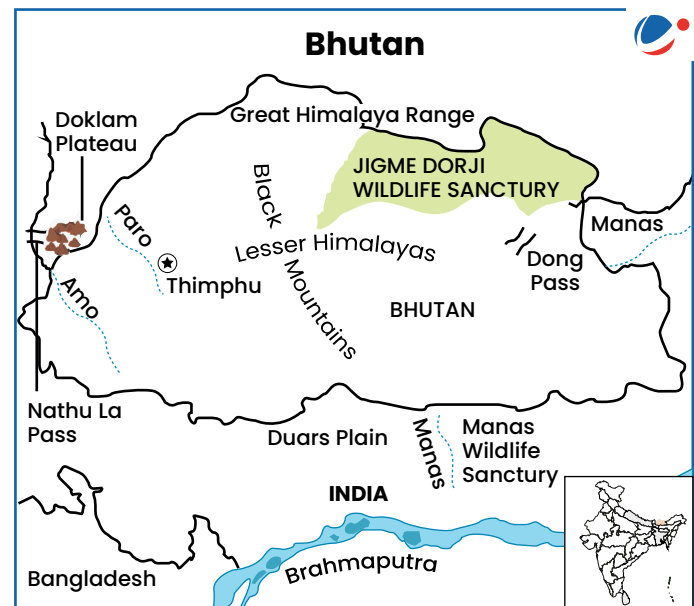 Bhutan
Doklam
Plateau
Great Himalaya Range
JIGME DORJI
WILDLIFE SANCTURY
Black
Mountains
Paro
Manas
Lesser Himalayas
Dong
Pass
Thimphu
Amo
BHUTAN
Nathu La
Pass
Duars Plain
Manas
Manas
Wildlife
Sanctury
INDIA
Brahmaputra
Bangladesh